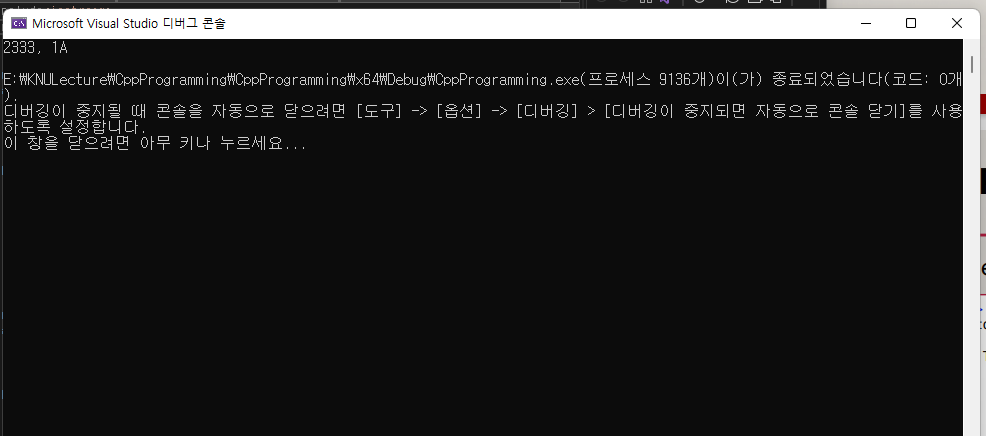 Microsoft Visual Studio 디버그 콘솔
2333, 1A
E:₩KNULecture₩CppProgramming₩CppProgramming₩x64₩Debug₩CppProgramming.exe(프로세스 9136개)이(가) 종료되었습니다(코드: 0개
).
디버깅이 중지될 때 콘솔을 자동으로 닫으려면 [도구] -> [옵션] -> [디버깅] > [디버깅이 중지되면 자동으로 콘솔 닫기]를 사용
하도록 설정합니다.
이 창을 닫으려면 아무 키나 누르세요...